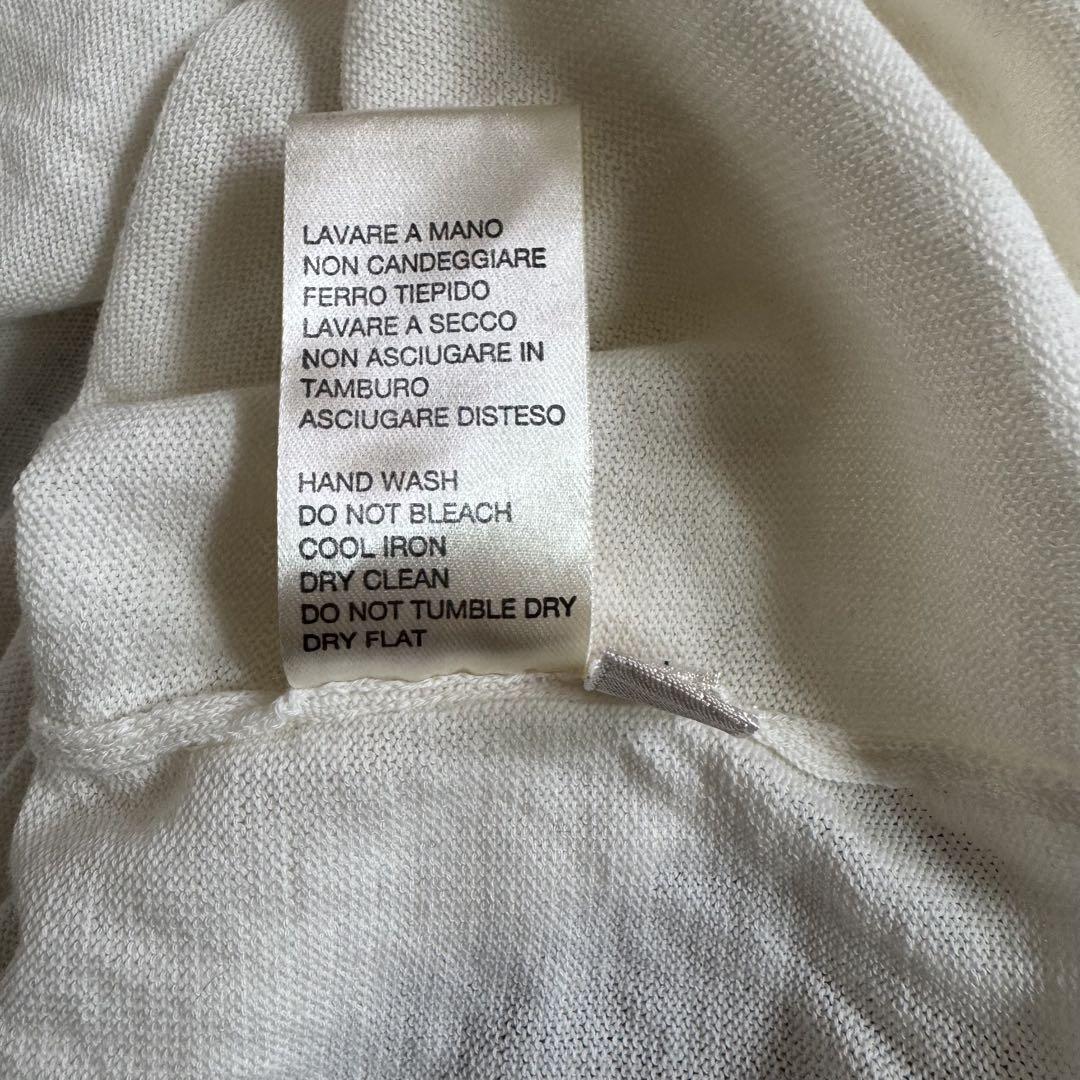 LAVARE A MANO
NON CANDEGGIARE
FERRO TIEPIDO
LAVARE A SECCO
NON ASCIUGARE IN
TAMBURO
ASCIUGARE DISTESO
HAND WASH
DO NOT BLEACH
COOL IRON
DRY CLEAN
DO NOT TUMBLE DRY
DRY FLAT